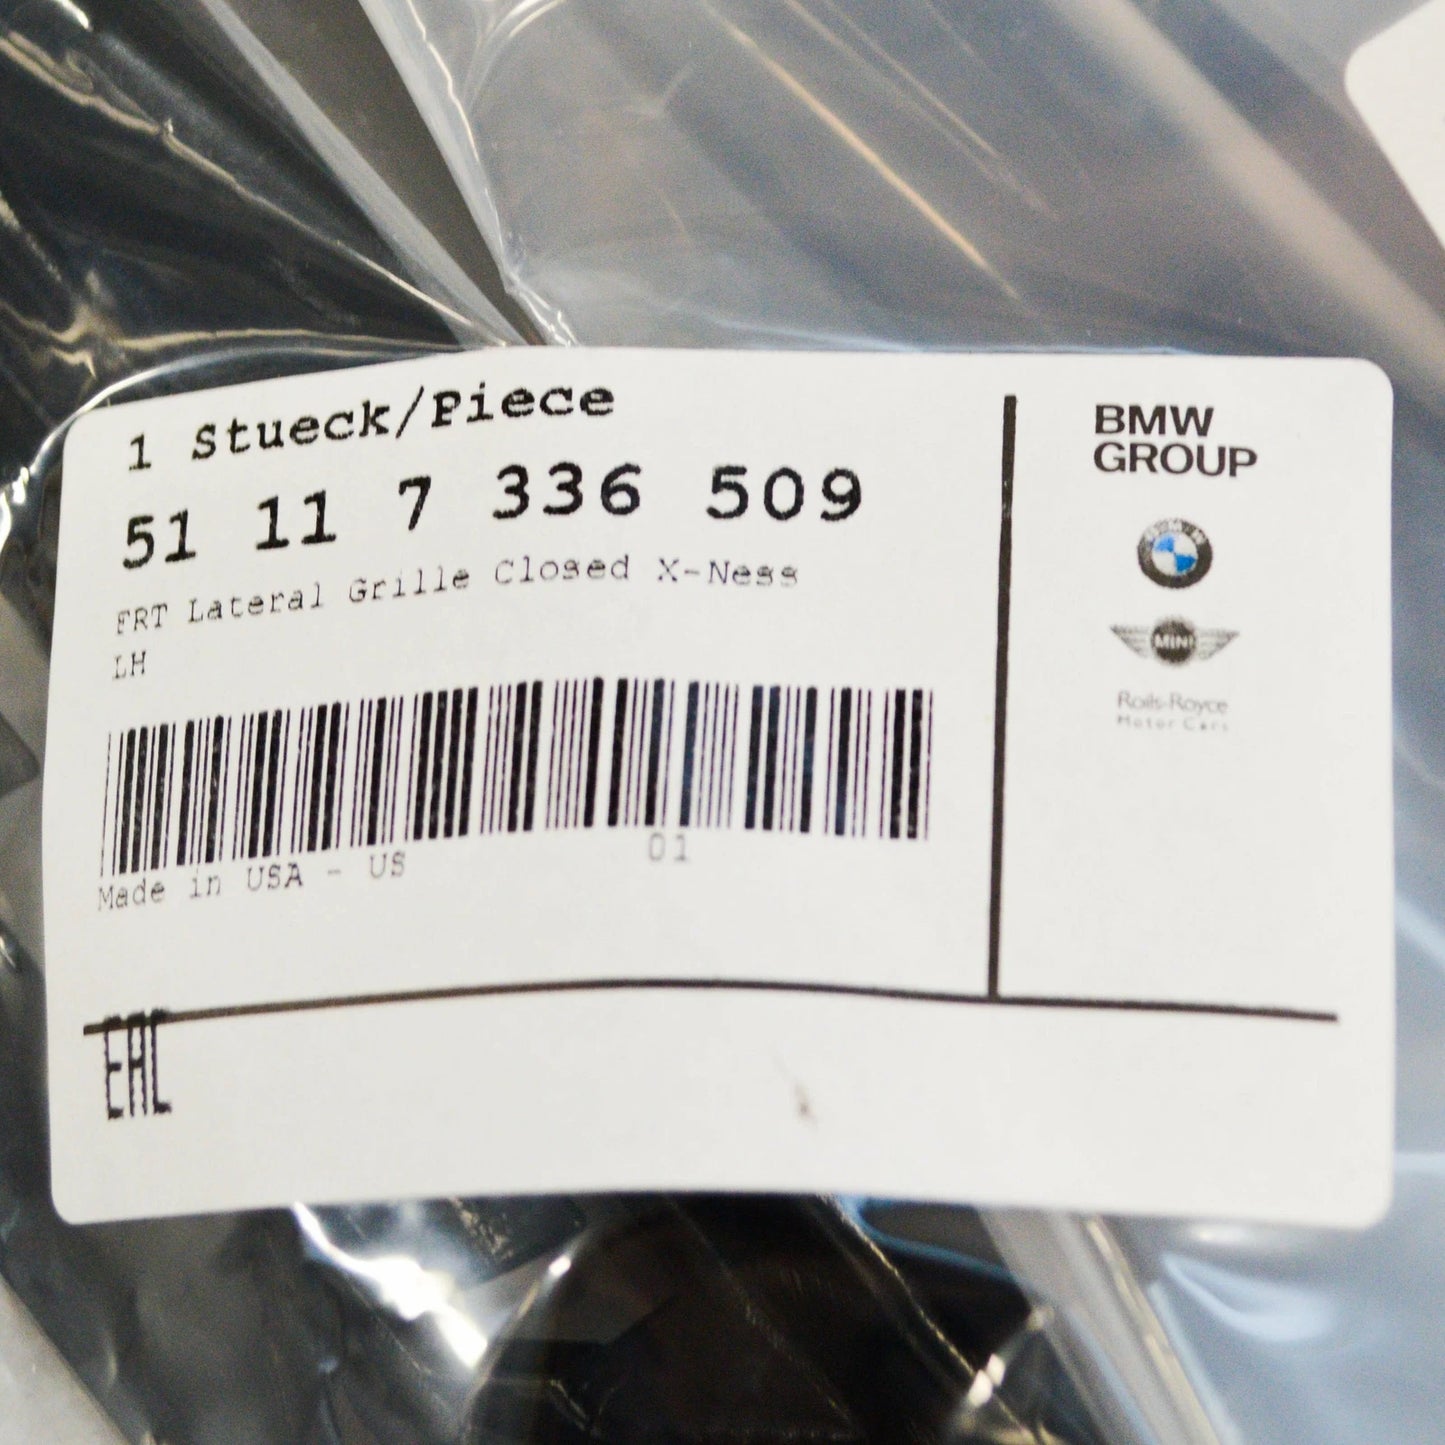 1 Stueck/Piece
51 11 7 336 509
FRT Lateral Grille Closed X-Ness
LH
Made in USA - US 01
EAC
BMW
GROUP
BMW
MINI
Rolls-Royce
Motor Cars